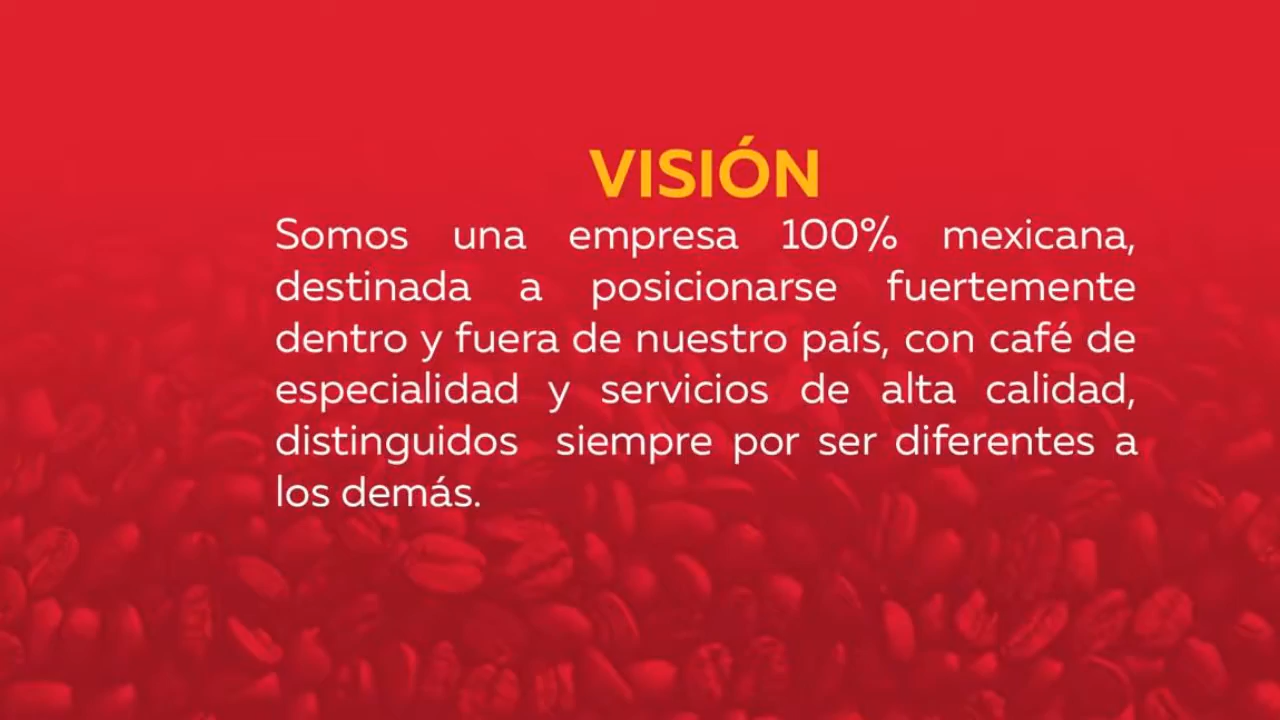 VISIÓN
Somos una empresa 100% mexicana,
destinada a posicionarse fuertemente
dentro y fuera de nuestro país, con café de
especialidad y servicios de alta calidad,
distinguidos siempre por ser diferentes a
los demás.